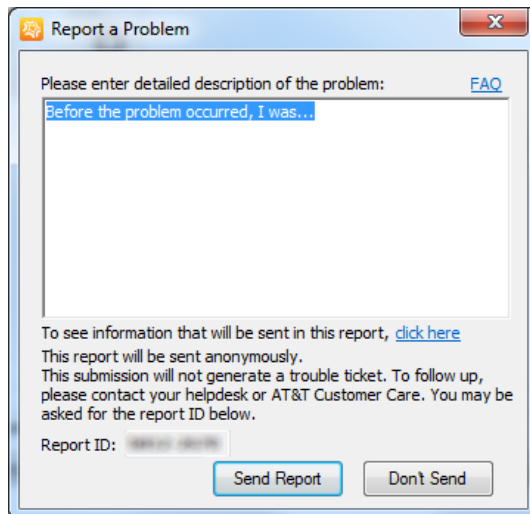 Report a Problem
Please enter detailed description of the problem: FAQ
Before the problem occurred, I was...
To see information that will be sent in this report, click here
This report will be sent anonymously.
This submission will not generate a trouble ticket. To follow up,
please contact your helpdesk or AT&T Customer Care. You may be
asked for the report ID below.
Report ID:
Send Report Don't Send